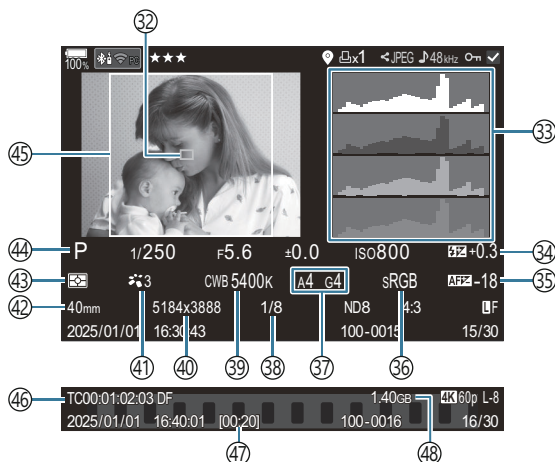 32
100% PC ★★★ x1 JPEG 48kHz
33
45
44 P 1/250 F5.6 ±0.0 ISO800 +0.3 34
43 3 CWB 5400K A4 G4 sRGB AFZ -18 35
42 40mm 5184x3888 1/8 ND8 4:3 LF
2025/01/01 16:30:43 100-0015 15/30
41 40 39 38 37 36
46 TC00:01:02:03 DF 1.40GB 4K 60p L-8
2025/01/01 16:40:01 [00:20] 100-0016 16/30
47 48